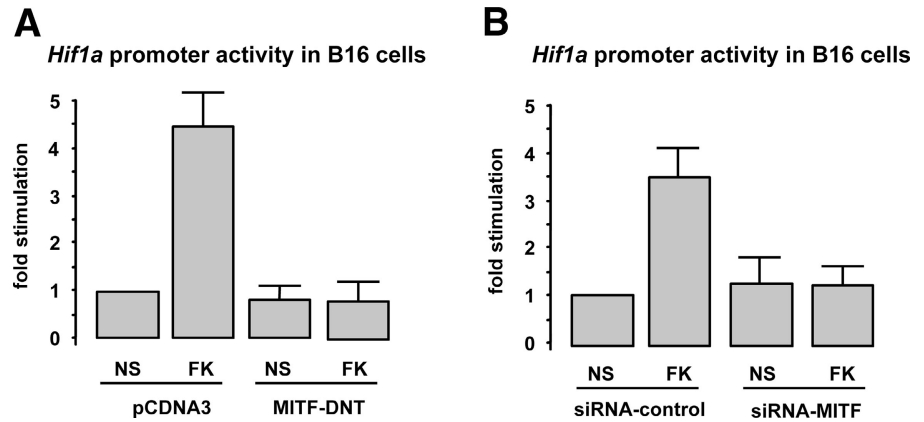 A
Hif1a promoter activity in B16 cells
fold stimulation
5
4
3
2
1
0
NS FK NS FK
pCDNA3 MITF-DNT
B
Hif1a promoter activity in B16 cells
fold stimulation
5
4
3
2
1
0
NS FK NS FK
siRNA-control siRNA-MITF